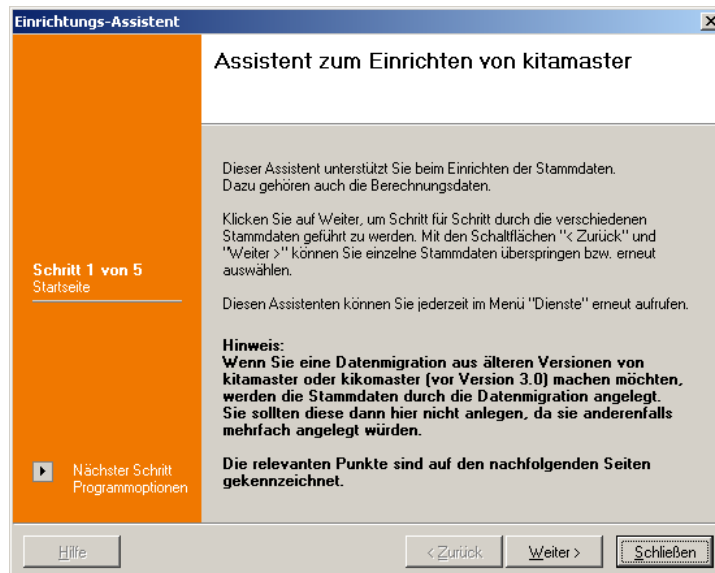 Einrichtungs-Assistent
Assistent zum Einrichten von kitamaster
Dieser Assistent unterstützt Sie beim Einrichten der Stammdaten.
Dazu gehören auch die Berechnungsdaten.
Klicken Sie auf Weiter, um Schritt für Schritt durch die verschiedenen
Stammdaten geführt zu werden. Mit den Schaltflächen "< Zurück" und
"Weiter >" können Sie einzelne Stammdaten überspringen bzw. erneut
auswählen.
Diesen Assistenten können Sie jederzeit im Menü "Dienste" erneut aufrufen.
Hinweis:
Wenn Sie eine Datenmigration aus älteren Versionen von
kitamaster oder kikomaster (vor Version 3.0) machen möchten,
werden die Stammdaten durch die Datenmigration angelegt.
Sie sollten diese dann hier nicht anlegen, da sie anderenfalls
mehrfach angelegt würden.
Die relevanten Punkte sind auf den nachfolgenden Seiten
gekennzeichnet.
Schritt 1 von 5
Startseite
Nächster Schritt
Programmoptionen
Hilfe
< Zurück
Weiter >
Schließen